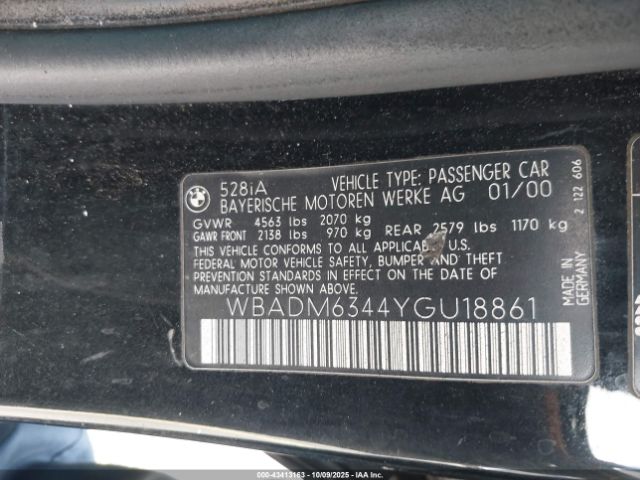 528iA VEHICLE TYPE: PASSENGER CAR
BAYERISCHE MOTOREN WERKE AG 01/00
GVWR 4563 lbs 2070 kg
GAWR FRONT 2138 lbs 970 kg REAR 2579 lbs 1170 kg
THIS VEHICLE CONFORMS TO ALL APPLICABLE U.S.
FEDERAL MOTOR VEHICLE SAFETY, BUMPER AND THEFT
PREVENTION STANDARDS IN EFFECT ON THE DATE OF
MANUFACTURE SHOWN ABOVE.
WBADM6344YGU18861
MADE IN 2 122 606
GERMANY
BMW
000-43413163 - 10/09/2025 - IAAI.COM